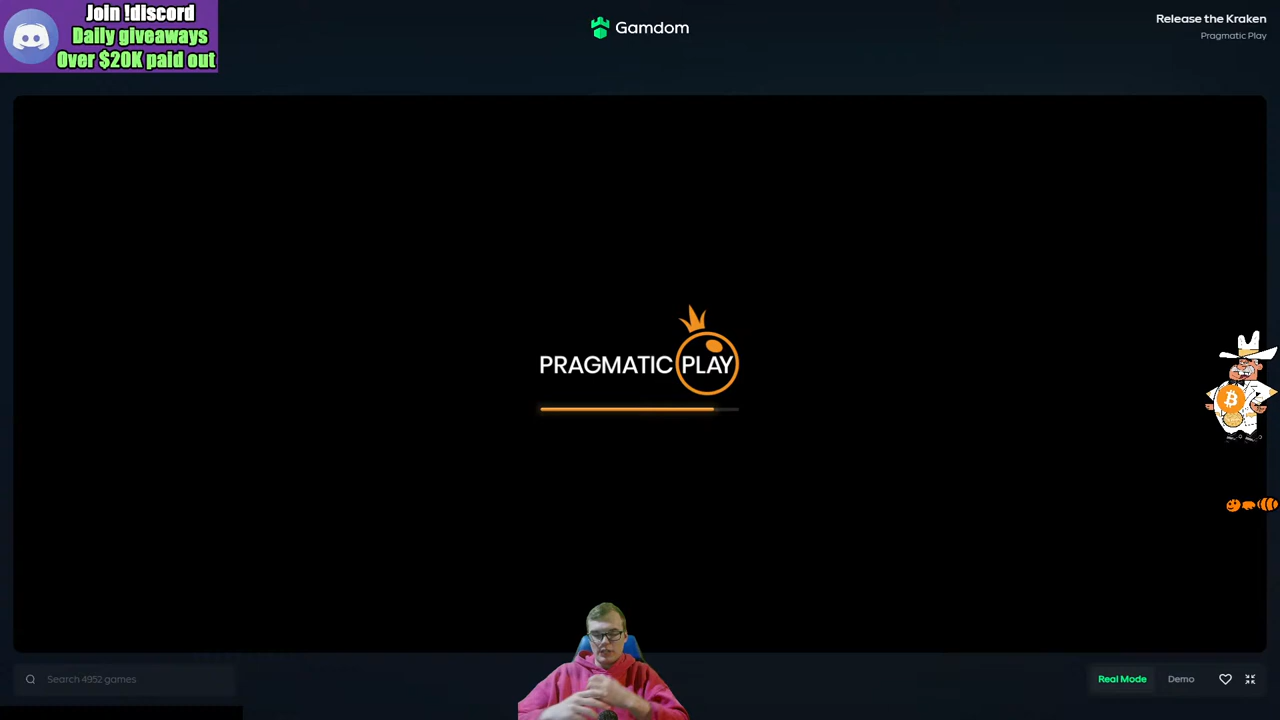 Join !discord
Daily giveaways
Over $20K paid out
Gamdom
Release the Kraken
Pragmatic Play
PRAGMATIC PLAY
Search 4952 games
Real Mode
Demo